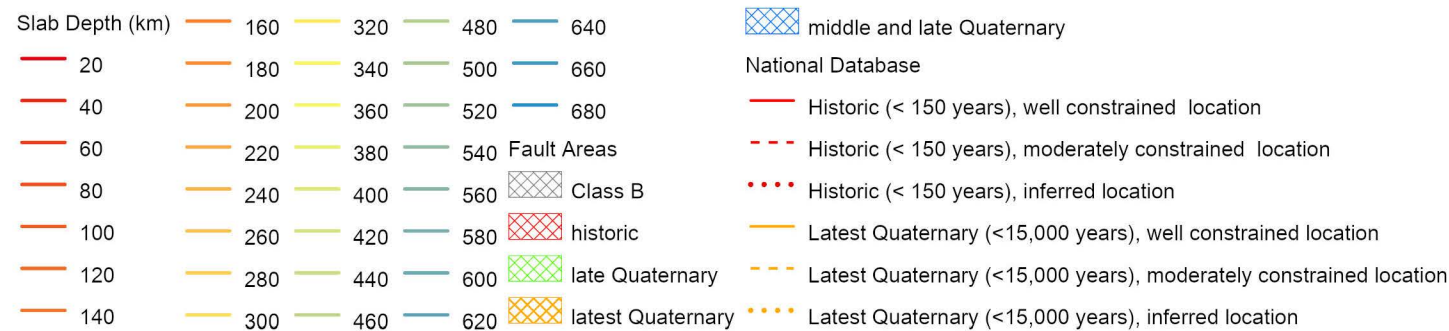 Slab Depth (km)
20
40
60
80
100
120
140
160
180
200
220
240
260
280
300
320
340
360
380
400
420
440
460
480
500
520
540
560
580
600
620
640
660
680
Fault Areas
Class B
historic
late Quaternary
latest Quaternary
middle and late Quaternary
National Database
Historic (< 150 years), well constrained  location
Historic (< 150 years), moderately constrained  location
Historic (< 150 years), inferred location
Latest Quaternary (<15,000 years), well constrained location
Latest Quaternary (<15,000 years), moderately constrained location
Latest Quaternary (<15,000 years), inferred location